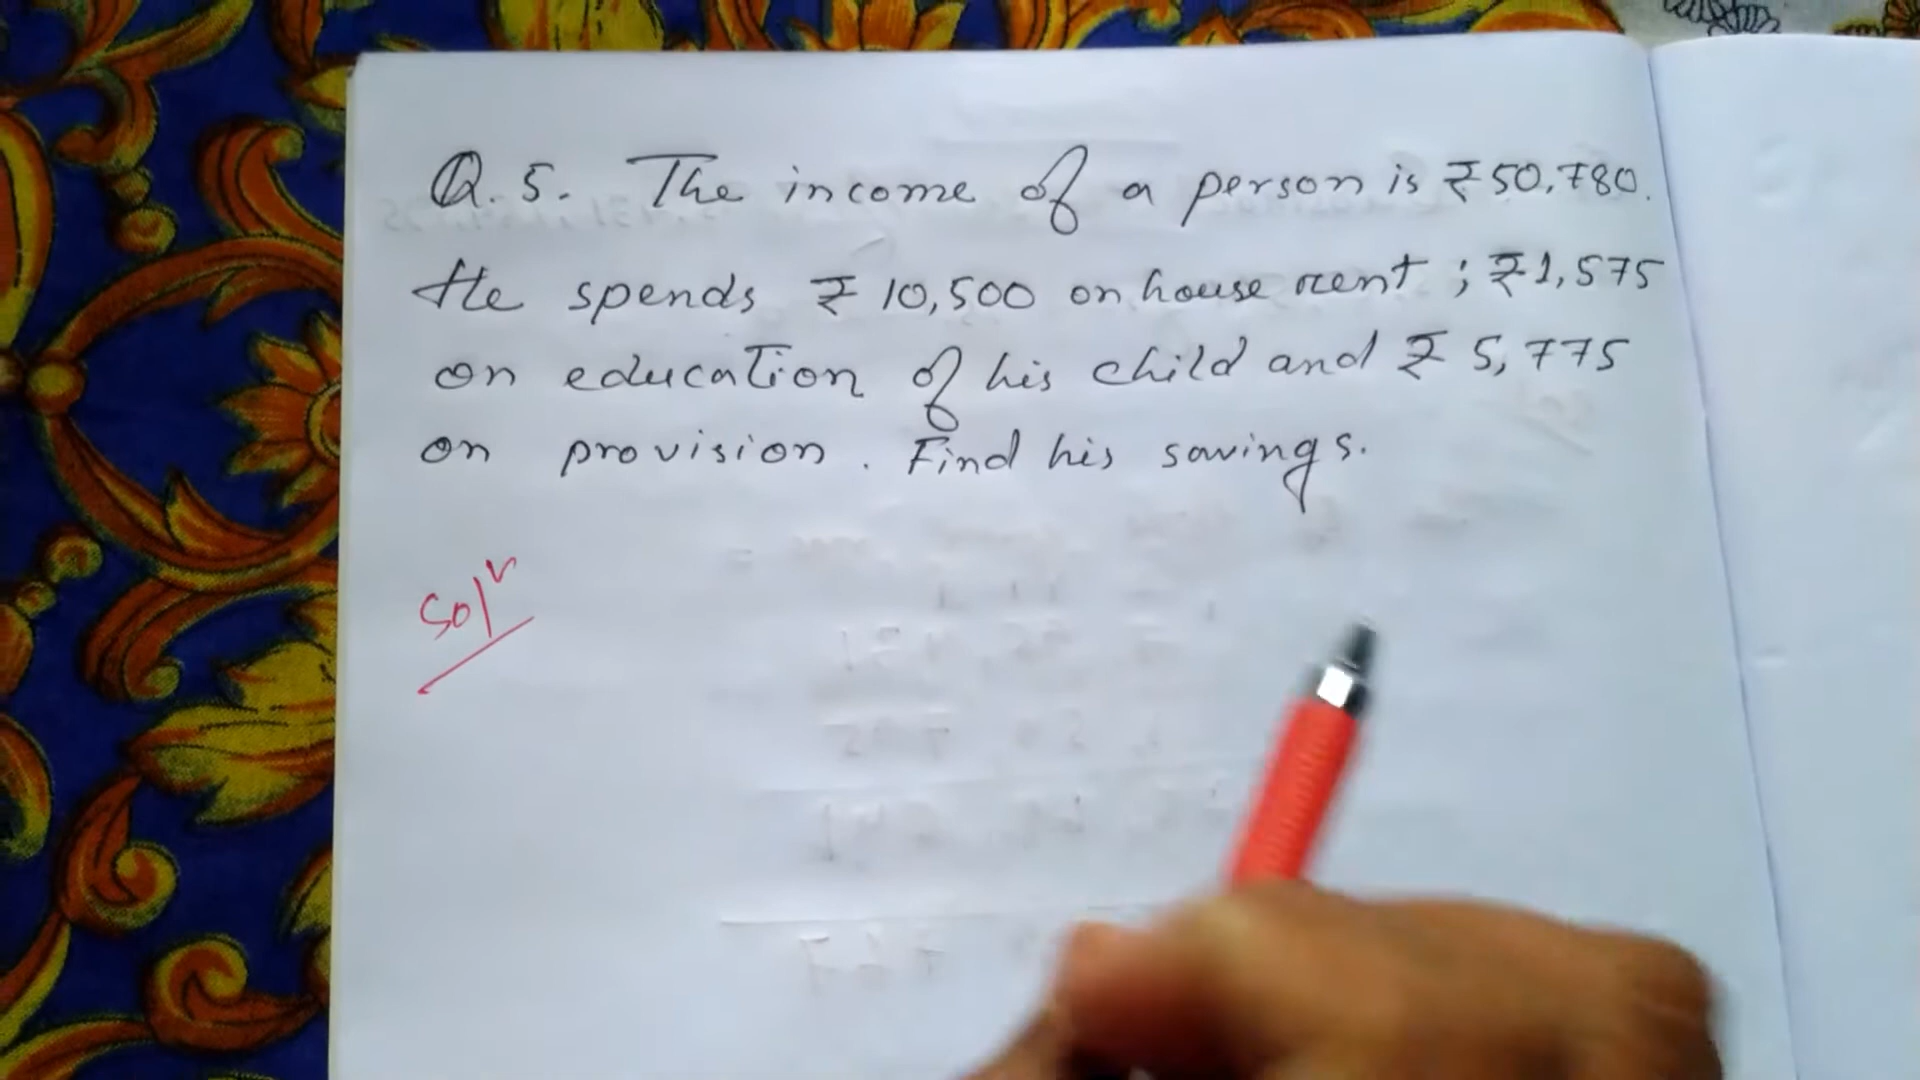 Q.5. The income of a person is ₹50,780.
He spends ₹ 10,500 on house rent ; ₹1,575
on education of his child and ₹ 5,775
on provision. Find his savings.
Solⁿ